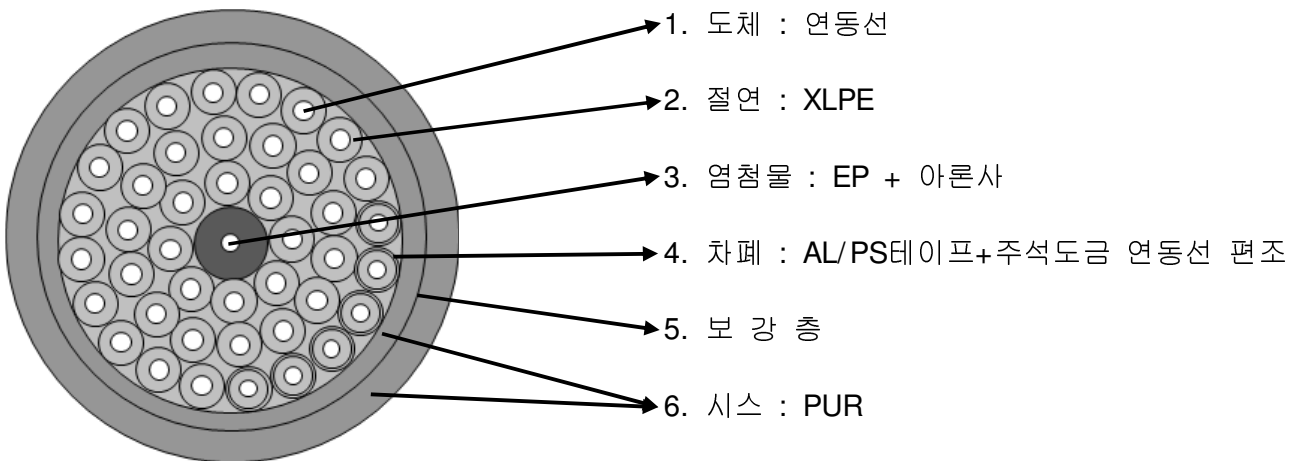 1. 도체 : 연동선
2. 절연 : XLPE
3. 염첨물 : EP + 아론사
4. 차폐 : AL/PS테이프+주석도금 연동선 편조
5. 보 강 층
6. 시스 : PUR